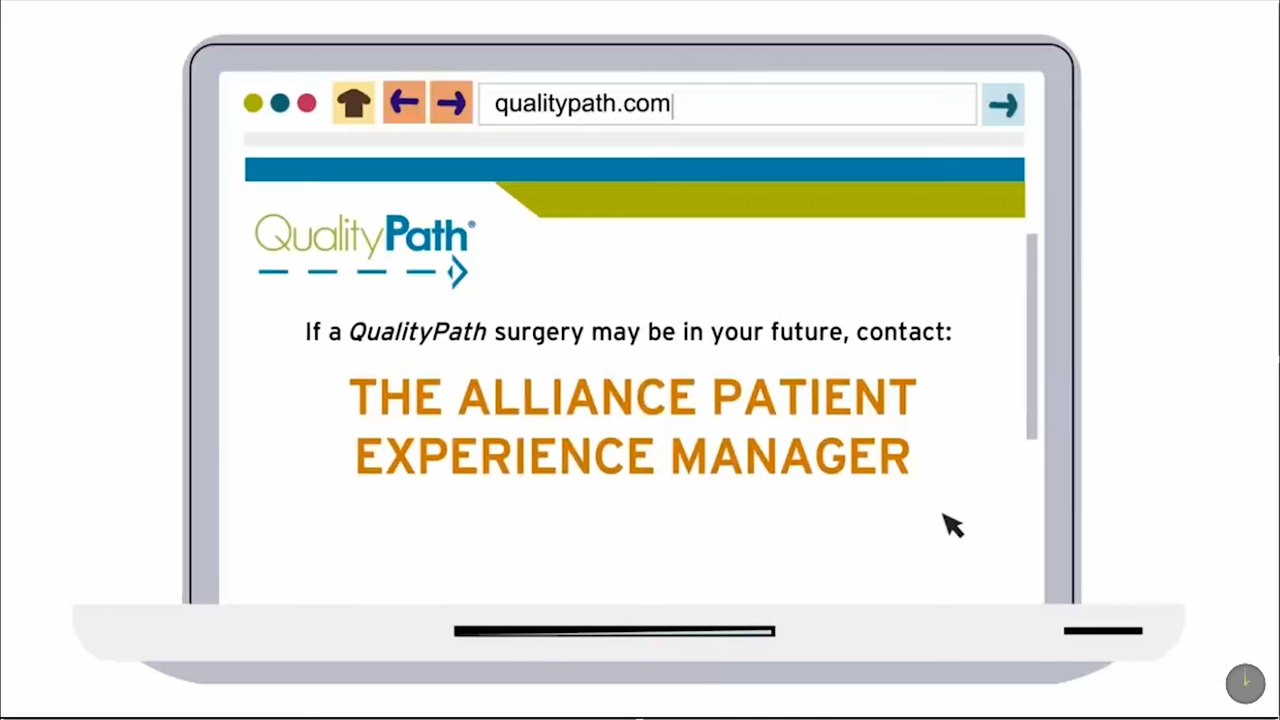 qualitypath.com
QualityPath®
If a QualityPath surgery may be in your future, contact:
THE ALLIANCE PATIENT
EXPERIENCE MANAGER